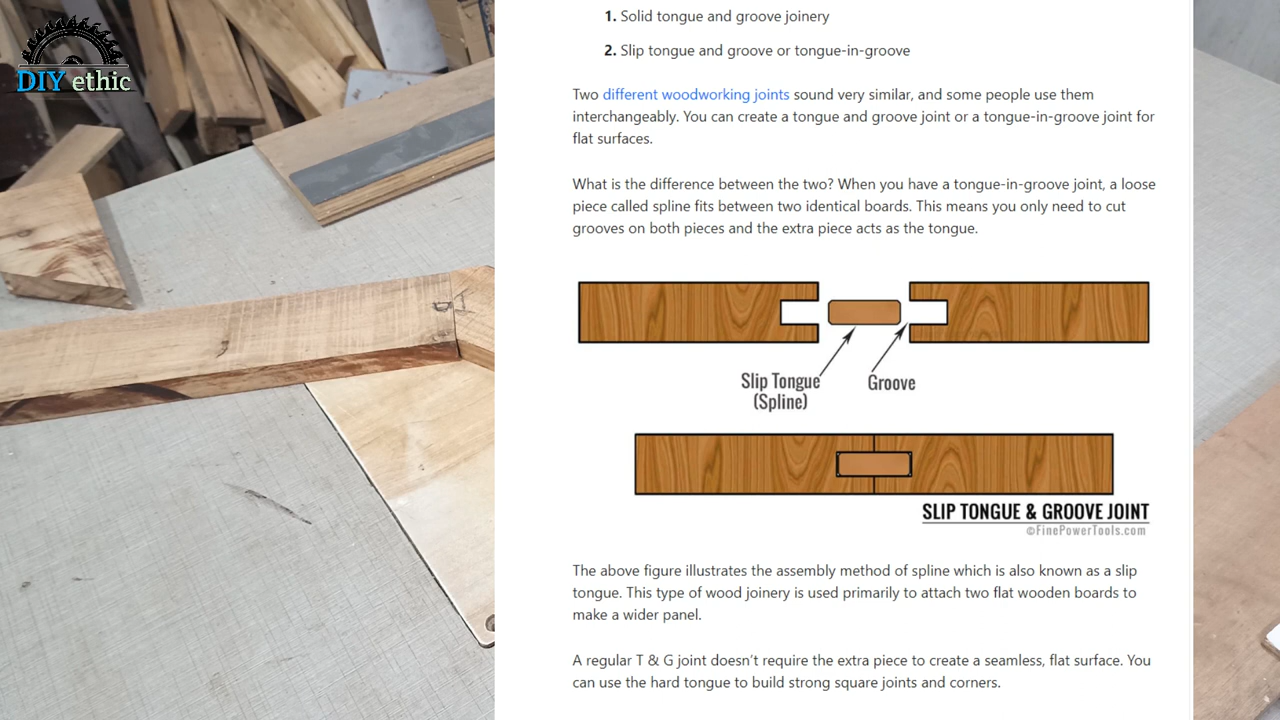 DIY ethic
1. Solid tongue and groove joinery
2. Slip tongue and groove or tongue-in-groove
Two different woodworking joints sound very similar, and some people use them
interchangeably. You can create a tongue and groove joint or a tongue-in-groove joint for
flat surfaces.
What is the difference between the two? When you have a tongue-in-groove joint, a loose
piece called spline fits between two identical boards. This means you only need to cut
grooves on both pieces and the extra piece acts as the tongue.
Slip Tongue
(Spline)
Groove
SLIP TONGUE & GROOVE JOINT
©FinePowerTools.com
The above figure illustrates the assembly method of spline which is also known as a slip
tongue. This type of wood joinery is used primarily to attach two flat wooden boards to
make a wider panel.
A regular T & G joint doesn’t require the extra piece to create a seamless, flat surface. You
can use the hard tongue to build strong square joints and corners.